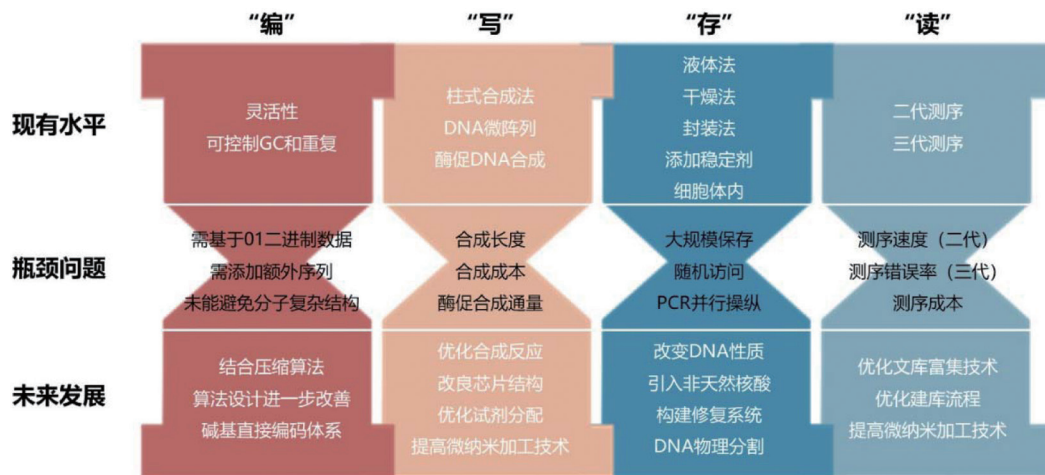 “编”
“写”
“存”
“读”
现有水平
灵活性
可控制GC和重复
柱式合成法
DNA微阵列
酶促DNA合成
液体法
干燥法
封装法
添加稳定剂
细胞体内
二代测序
三代测序
瓶颈问题
需基于01二进制数据
需添加额外序列
未能避免分子复杂结构
合成长度
合成成本
酶促合成通量
大规模保存
随机访问
PCR并行操纵
测序速度（二代）
测序错误率（三代）
测序成本
未来发展
结合压缩算法
算法设计进一步改善
碱基直接编码体系
优化合成反应
改良芯片结构
优化试剂分配
提高微纳米加工技术
改变DNA性质
引入非天然核酸
构建修复系统
DNA物理分割
优化文库富集技术
优化建库流程
提高微纳米加工技术